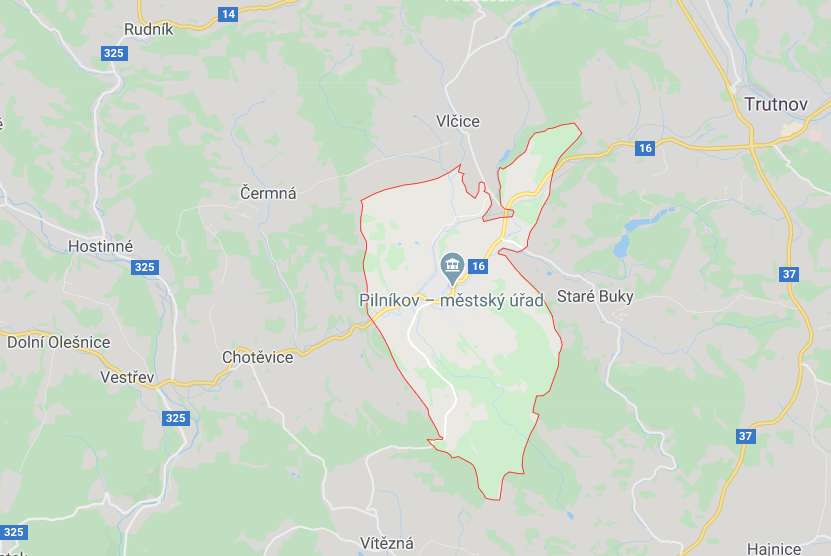 14
Rudník
325
Trutnov
Vlčice
16
Čermná
Hostinné
325
16
37
Pilníkov – městský úřad
Staré Buky
Dolní Olešnice
Chotěvice
Vestřev
325
37
325
Vítězná
Hajnice